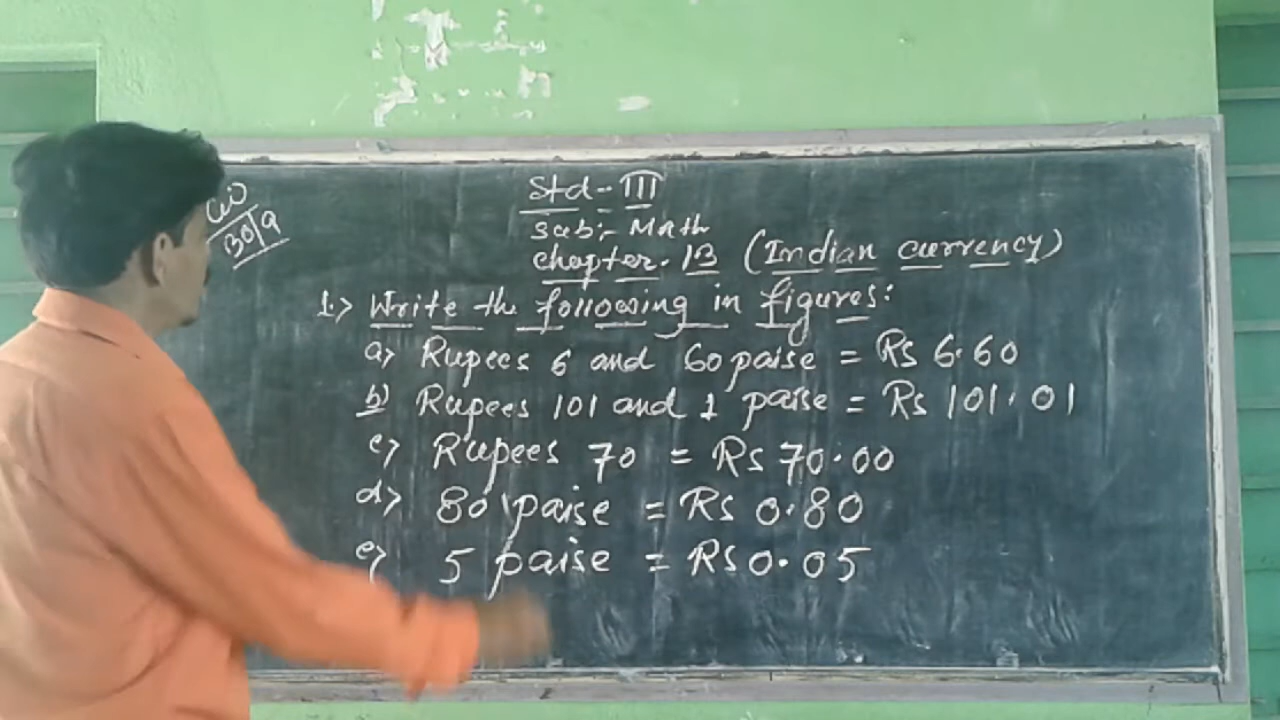 Std-III
Sub:- Math
chapter. 13 (Indian currency)
1.> Write the following in figures:
a> Rupees 6 and 60 paise = Rs 6.60
b) Rupees 101 and 1 paise = Rs 101.01
c> Rupees 70 = Rs 70.00
d> 80 paise = Rs 0.80
e> 5 paise = Rs 0.05
30/9